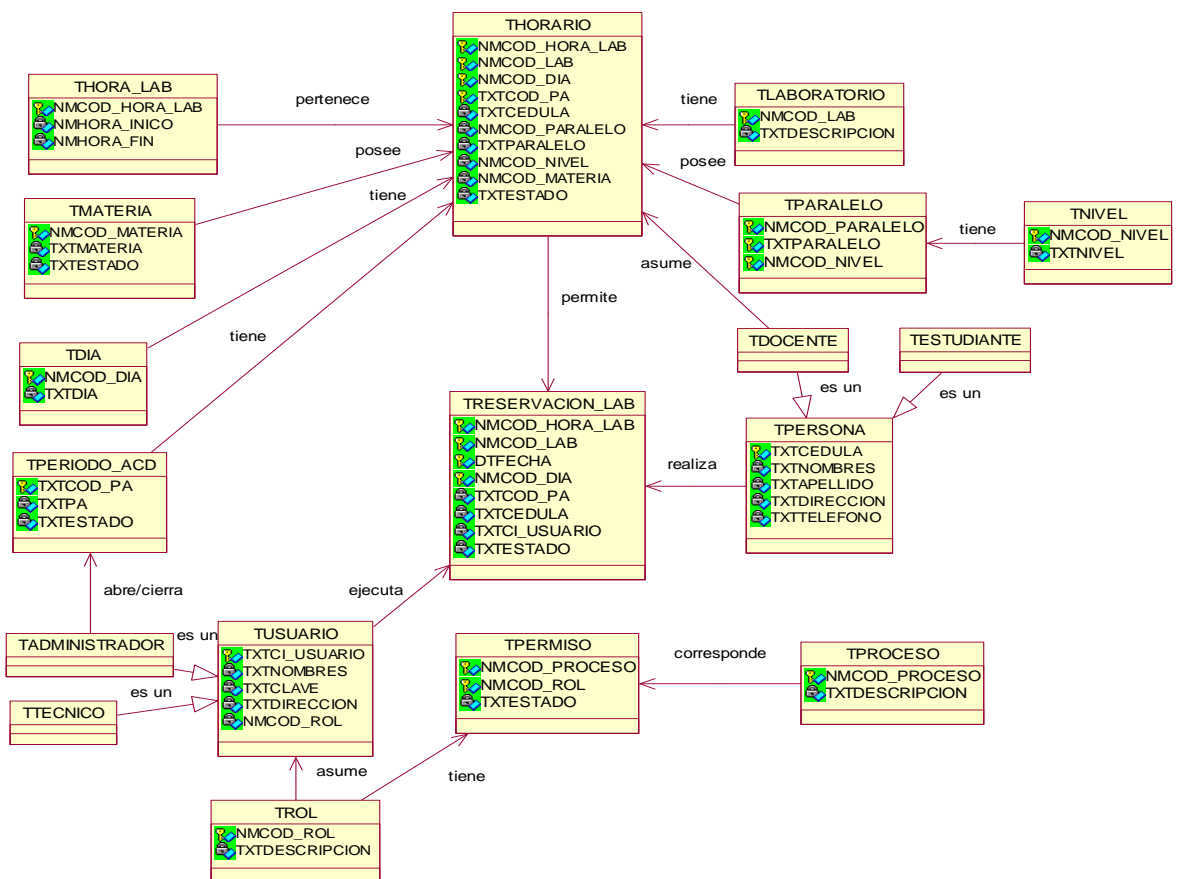 THORARIO
NMCOD_HORA_LAB
NMCOD_LAB
NMCOD_DIA
TXTCOD_PA
TXTCEDULA
NMCOD_PARALELO
TXTPARALELO
NMCOD_NIVEL
NMCOD_MATERIA
TXTESTADO
THORA_LAB
NMCOD_HORA_LAB
NMHORA_INICO
NMHORA_FIN
pertenece
tiene
TLABORATORIO
NMCOD_LAB
TXTDESCRIPCION
posee
posee
tiene
TMATERIA
NMCOD_MATERIA
TXTMATERIA
TXTESTADO
TPARALELO
NMCOD_PARALELO
TXTPARALELO
NMCOD_NIVEL
tiene
TNIVEL
NMCOD_NIVEL
TXTNIVEL
asume
permite
tiene
TDIA
NMCOD_DIA
TXTDIA
TDOCENTE
TESTUDIANTE
es un
es un
TRESERVACION_LAB
NMCOD_HORA_LAB
NMCOD_LAB
DTFECHA
NMCOD_DIA
TXTCOD_PA
TXTCEDULA
TXTCI_USUARIO
TXTESTADO
realiza
TPERSONA
TXTCEDULA
TXTNOMBRES
TXTAPELLIDO
TXTDIRECCION
TXTTELEFONO
TPERIODO_ACD
TXTCOD_PA
TXTPA
TXTESTADO
abre/cierra
ejecuta
TADMINISTRADOR
es un
TUSUARIO
TXTCI_USUARIO
TXTNOMBRES
TXTCLAVE
TXTDIRECCION
NMCOD_ROL
es un
TTECNICO
TPERMISO
NMCOD_PROCESO
NMCOD_ROL
TXTESTADO
corresponde
TPROCESO
NMCOD_PROCESO
TXTDESCRIPCION
asume
tiene
TROL
NMCOD_ROL
TXTDESCRIPCION